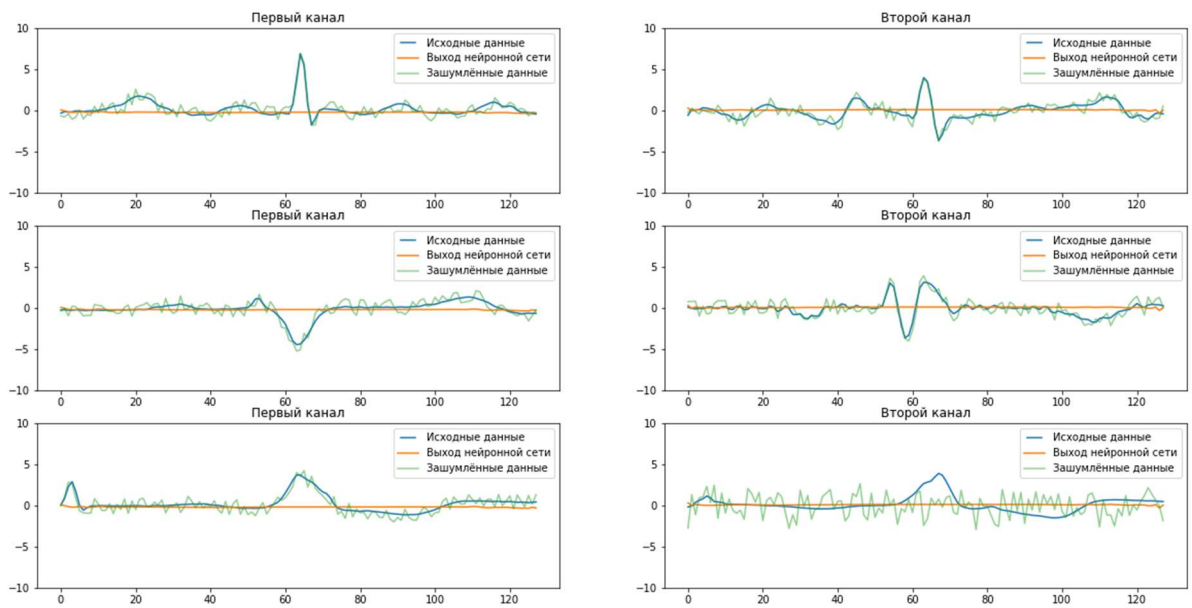 Первый канал
Второй канал
10
5
0
−5
−10
Исходные данные
Выход нейронной сети
Зашумлённые данные
0 20 40 60 80 100 120
10
5
0
−5
−10
Исходные данные
Выход нейронной сети
Зашумлённые данные
0 20 40 60 80 100 120
Первый канал
Второй канал
10
5
0
−5
−10
Исходные данные
Выход нейронной сети
Зашумлённые данные
0 20 40 60 80 100 120
10
5
0
−5
−10
Исходные данные
Выход нейронной сети
Зашумлённые данные
0 20 40 60 80 100 120
Первый канал
Второй канал
10
5
0
−5
−10
Исходные данные
Выход нейронной сети
Зашумлённые данные
0 20 40 60 80 100 120
10
5
0
−5
−10
Исходные данные
Выход нейронной сети
Зашумлённые данные
0 20 40 60 80 100 120